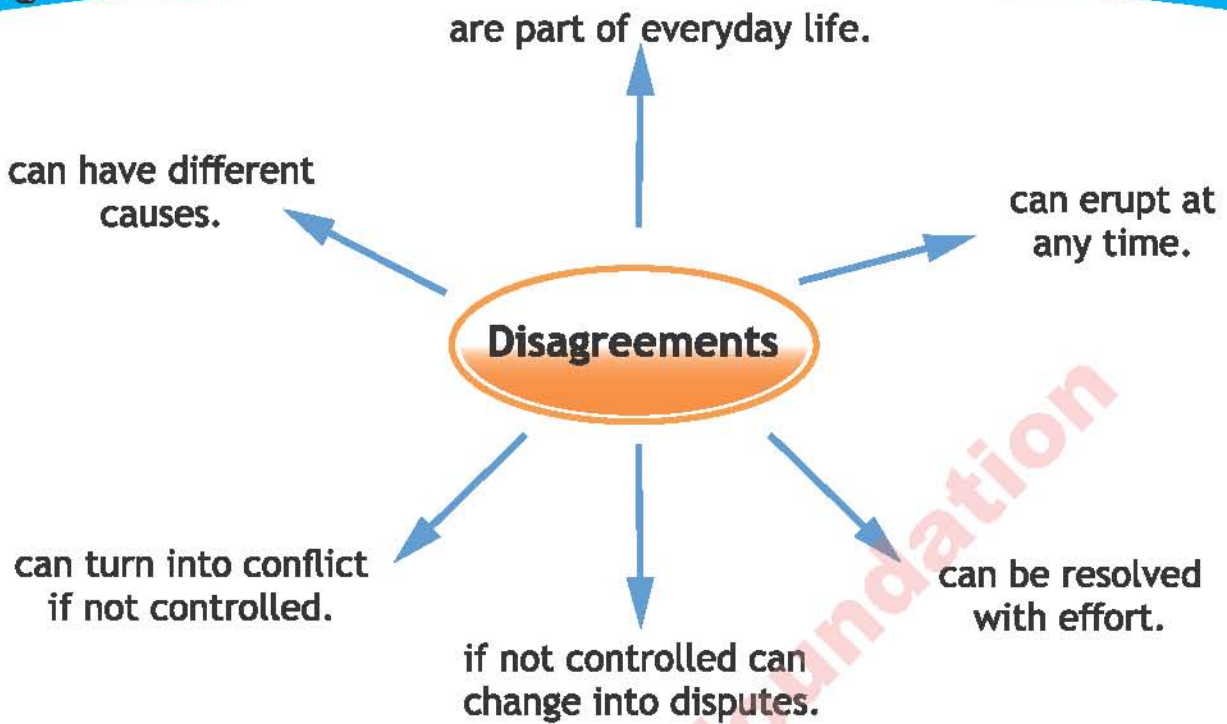 are part of everyday life.
can have different
causes.
can erupt at
any time.
Disagreements
can turn into conflict
if not controlled.
can be resolved
with effort.
if not controlled can
change into disputes.